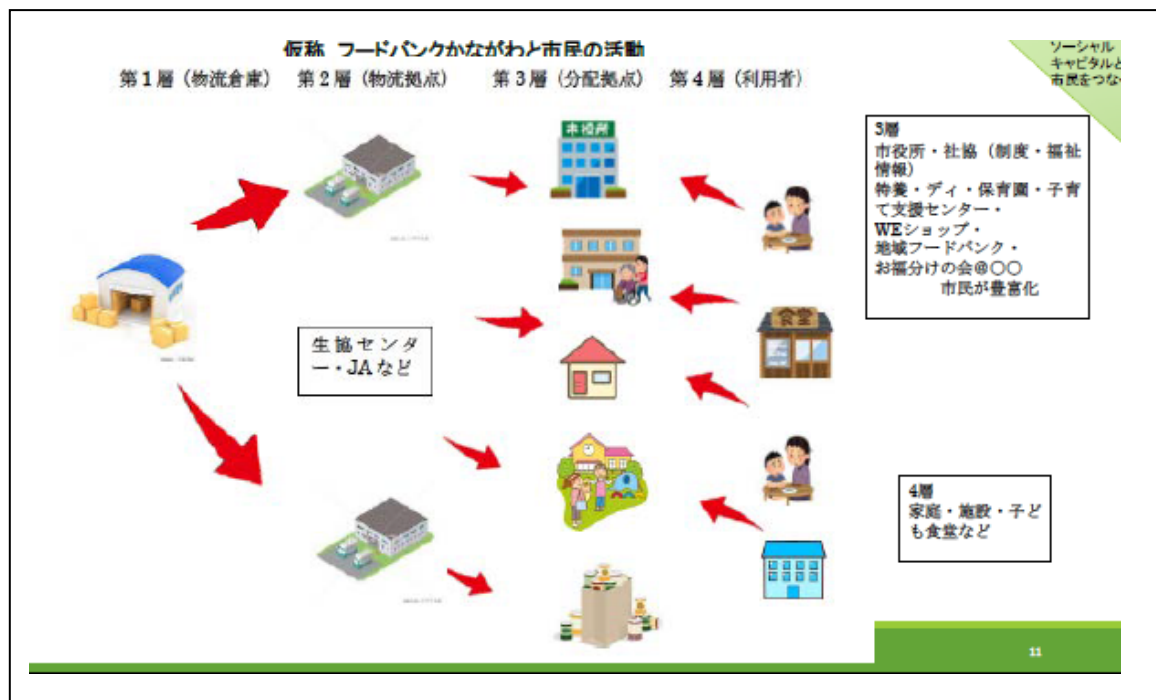 仮称 フードバンクかながわと市民の活動
ソーシャル
キャピタルと
市民をつな
第1層（物流倉庫）
第2層（物流拠点）
第3層（分配拠点）
第4層（利用者）
市役所
食堂
生協センタ
ー・JAなど
3層
市役所・社協（制度・福祉
情報）
特養・ディ・保育園・子育
て支援センター・
WEショップ・
地域フードバンク・
お福分けの会＠〇〇
市民が豊富化
4層
家庭・施設・子ど
も食堂など
11